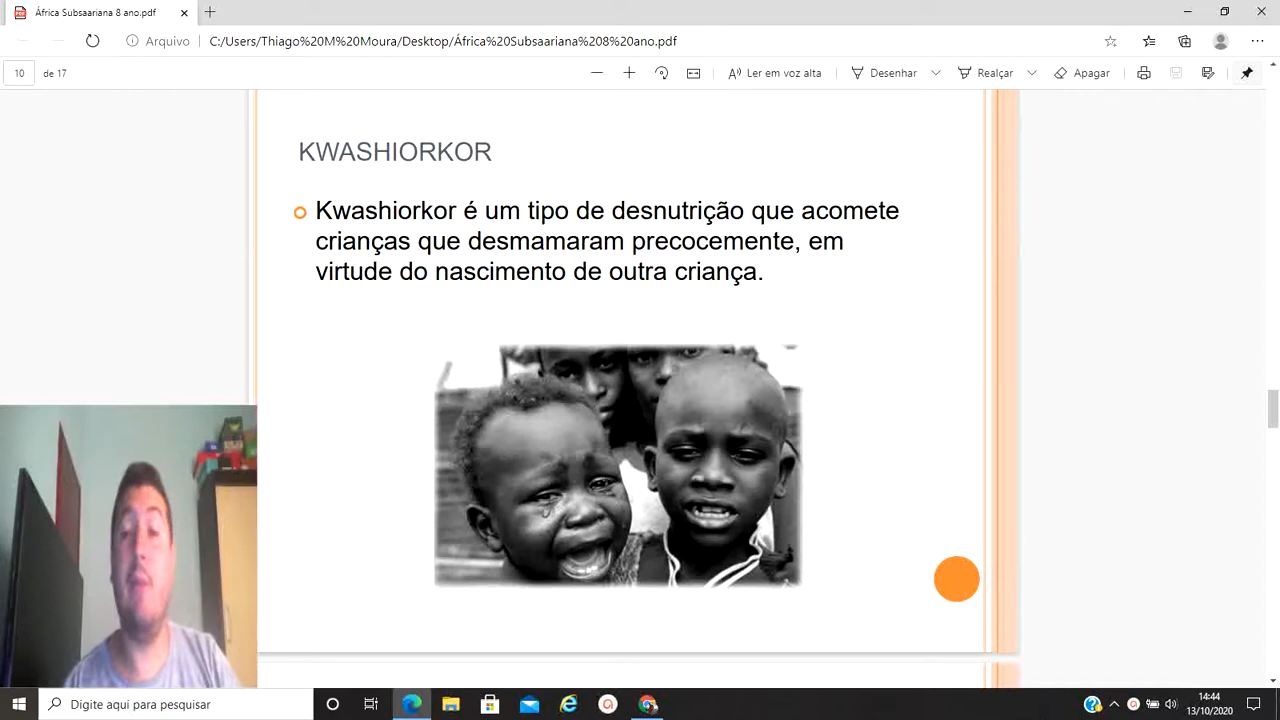 África Subsaariana 8 ano.pdf
Arquivo
C:/Users/Thiago%20M%20Moura/Desktop/África%20Subsaariana%208%20ano.pdf
10
de 17
Ler em voz alta
Desenhar
Realçar
Apagar
KWASHIORKOR
Kwashiorkor é um tipo de desnutrição que acomete
crianças que desmamaram precocemente, em
virtude do nascimento de outra criança.
Digite aqui para pesquisar
14:44
13/10/2020